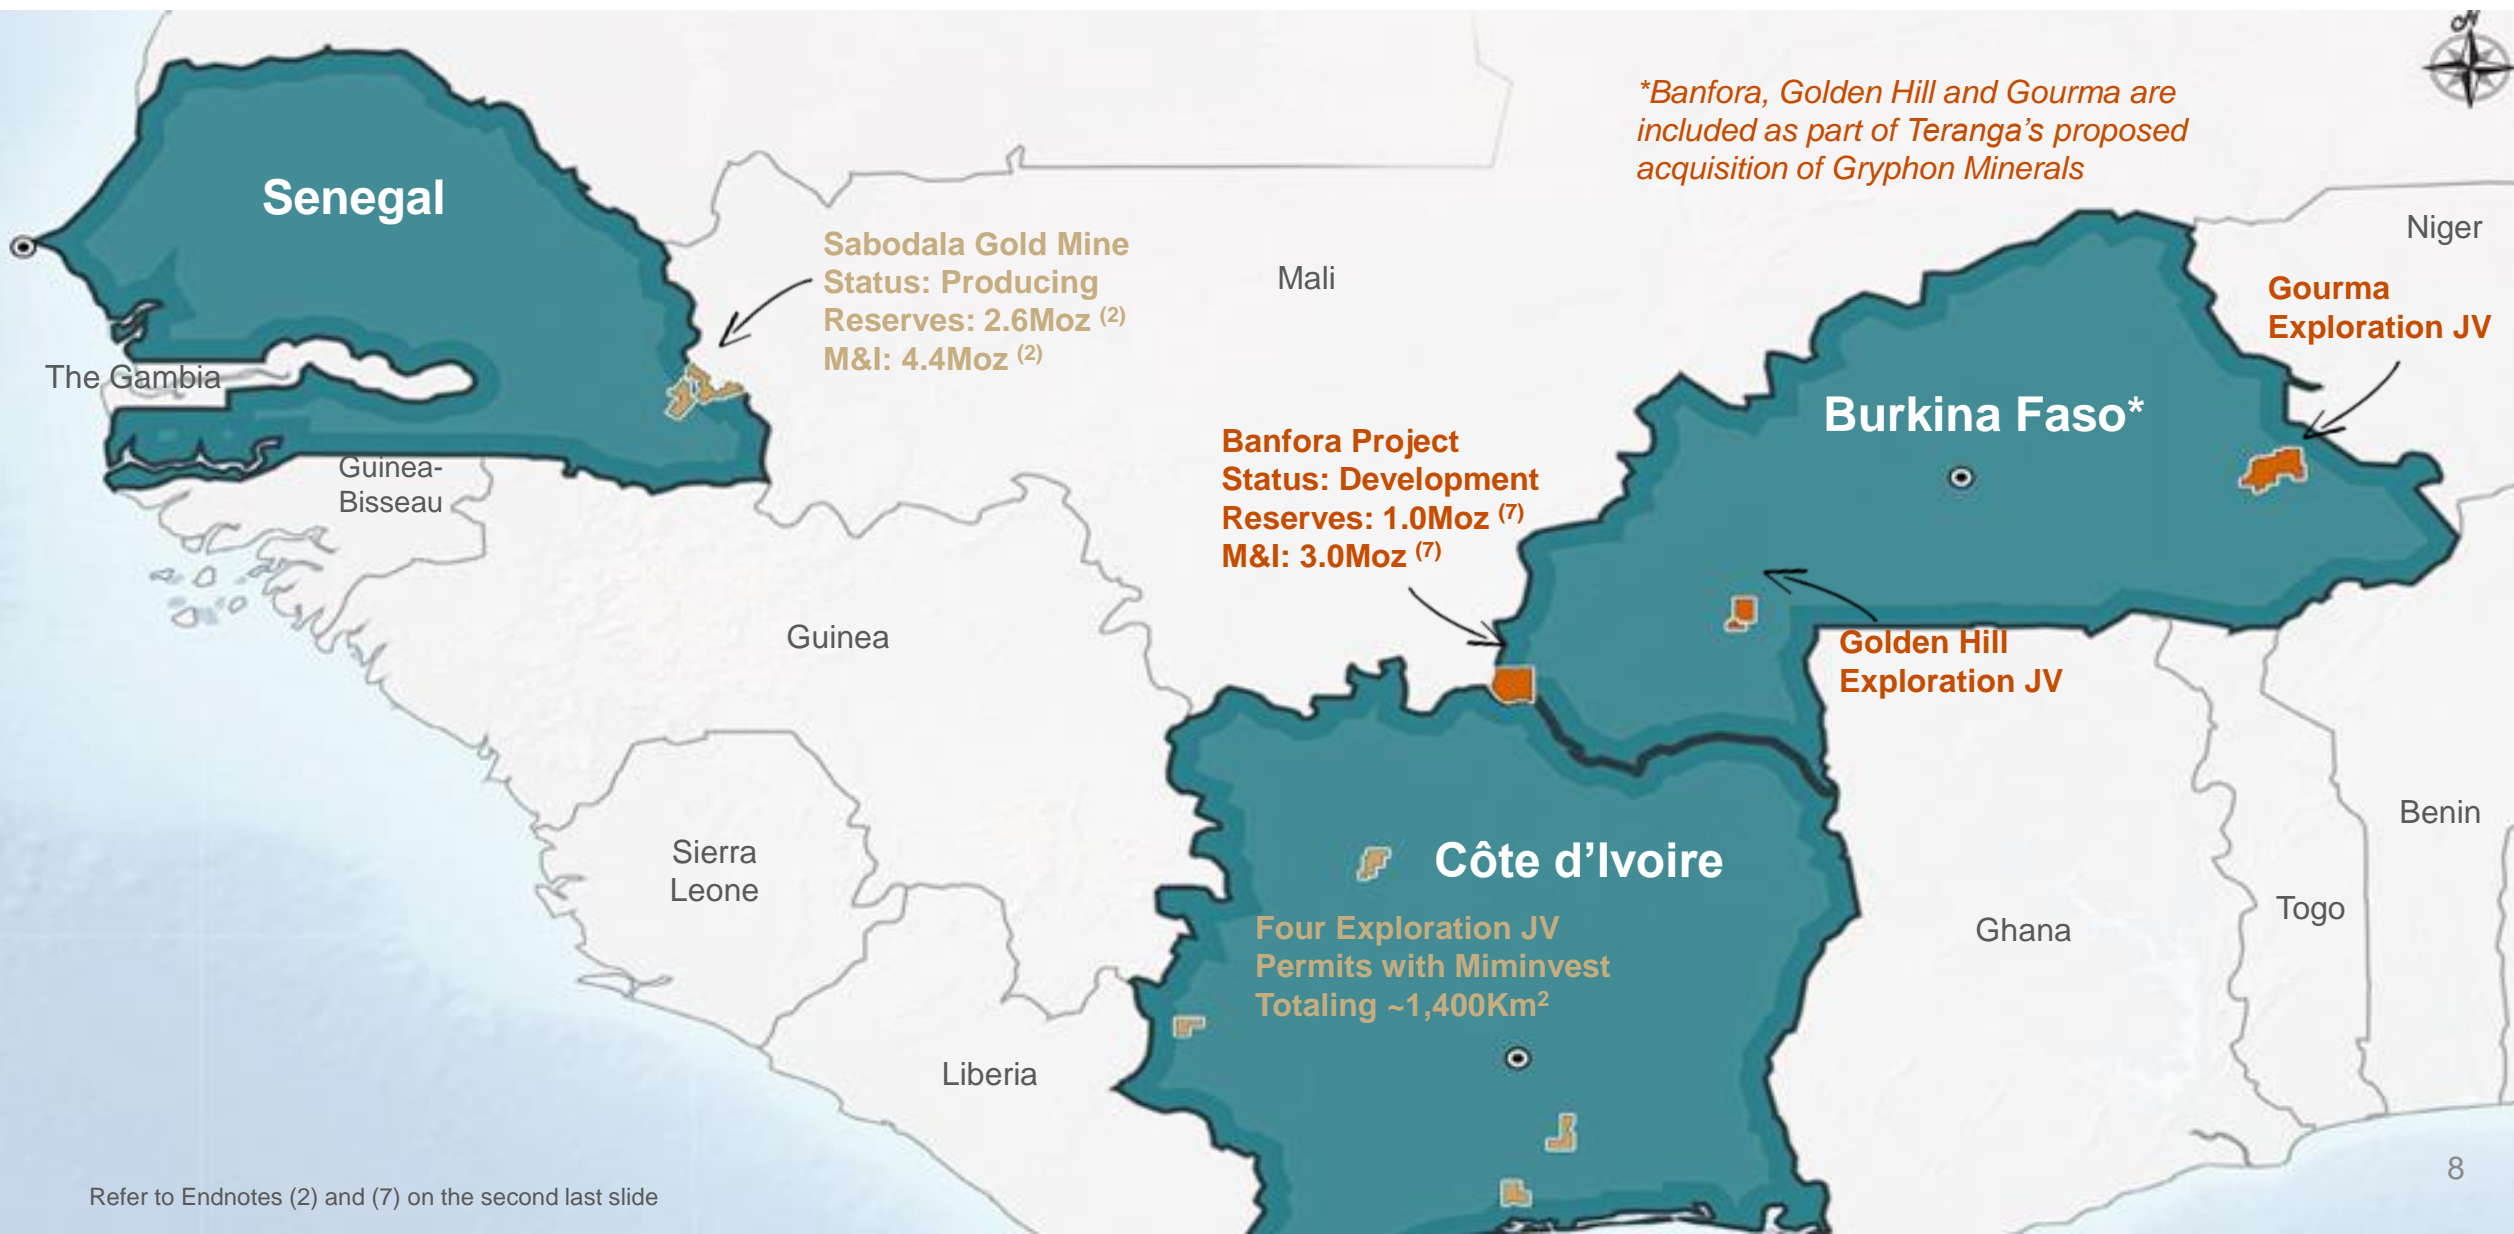 N
*Banfora, Golden Hill and Gourma are
included as part of Teranga’s proposed
acquisition of Gryphon Minerals
Senegal
Sabodala Gold Mine
Status: Producing
Reserves: 2.6Moz (2)
M&I: 4.4Moz (2)
Mali
Niger
Gourma
Exploration JV
The Gambia
Burkina Faso*
Banfora Project
Status: Development
Reserves: 1.0Moz (7)
M&I: 3.0Moz (7)
Guinea-
Bisseau
Guinea
Golden Hill
Exploration JV
Benin
Sierra
Leone
Côte d’Ivoire
Four Exploration JV
Permits with Miminvest
Totaling ~1,400Km²
Ghana
Togo
Liberia
Refer to Endnotes (2) and (7) on the second last slide
8